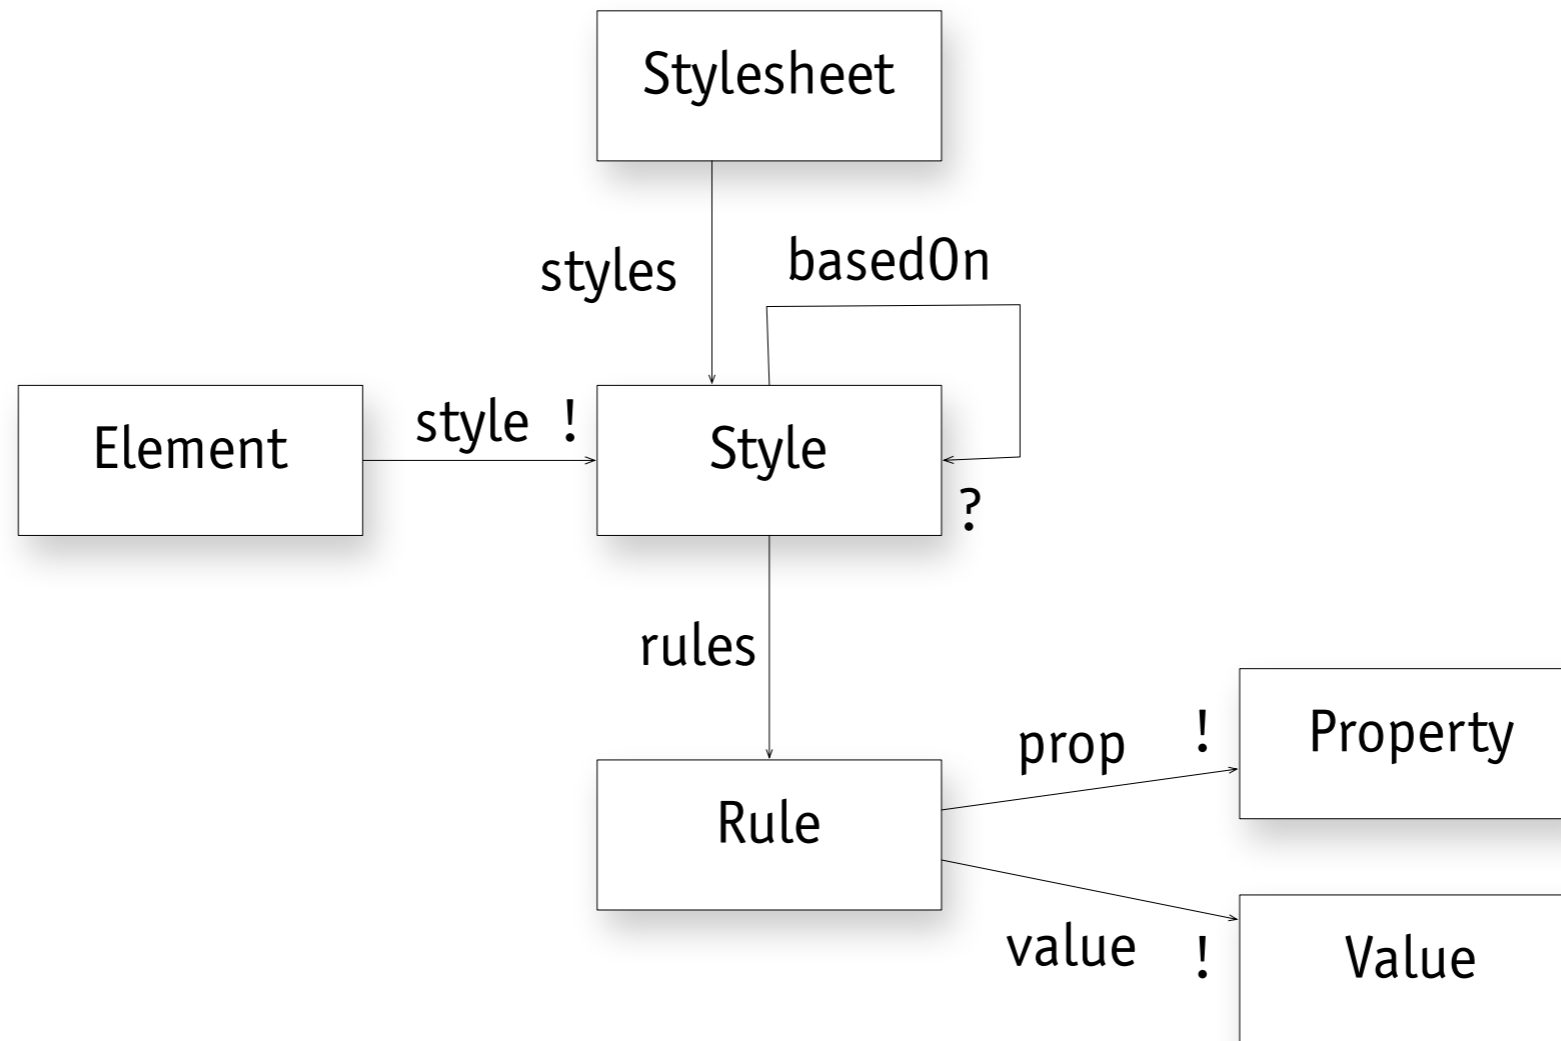 Stylesheet
styles
basedOn
Element
style !
Style
?
rules
Rule
prop !
Property
value !
Value